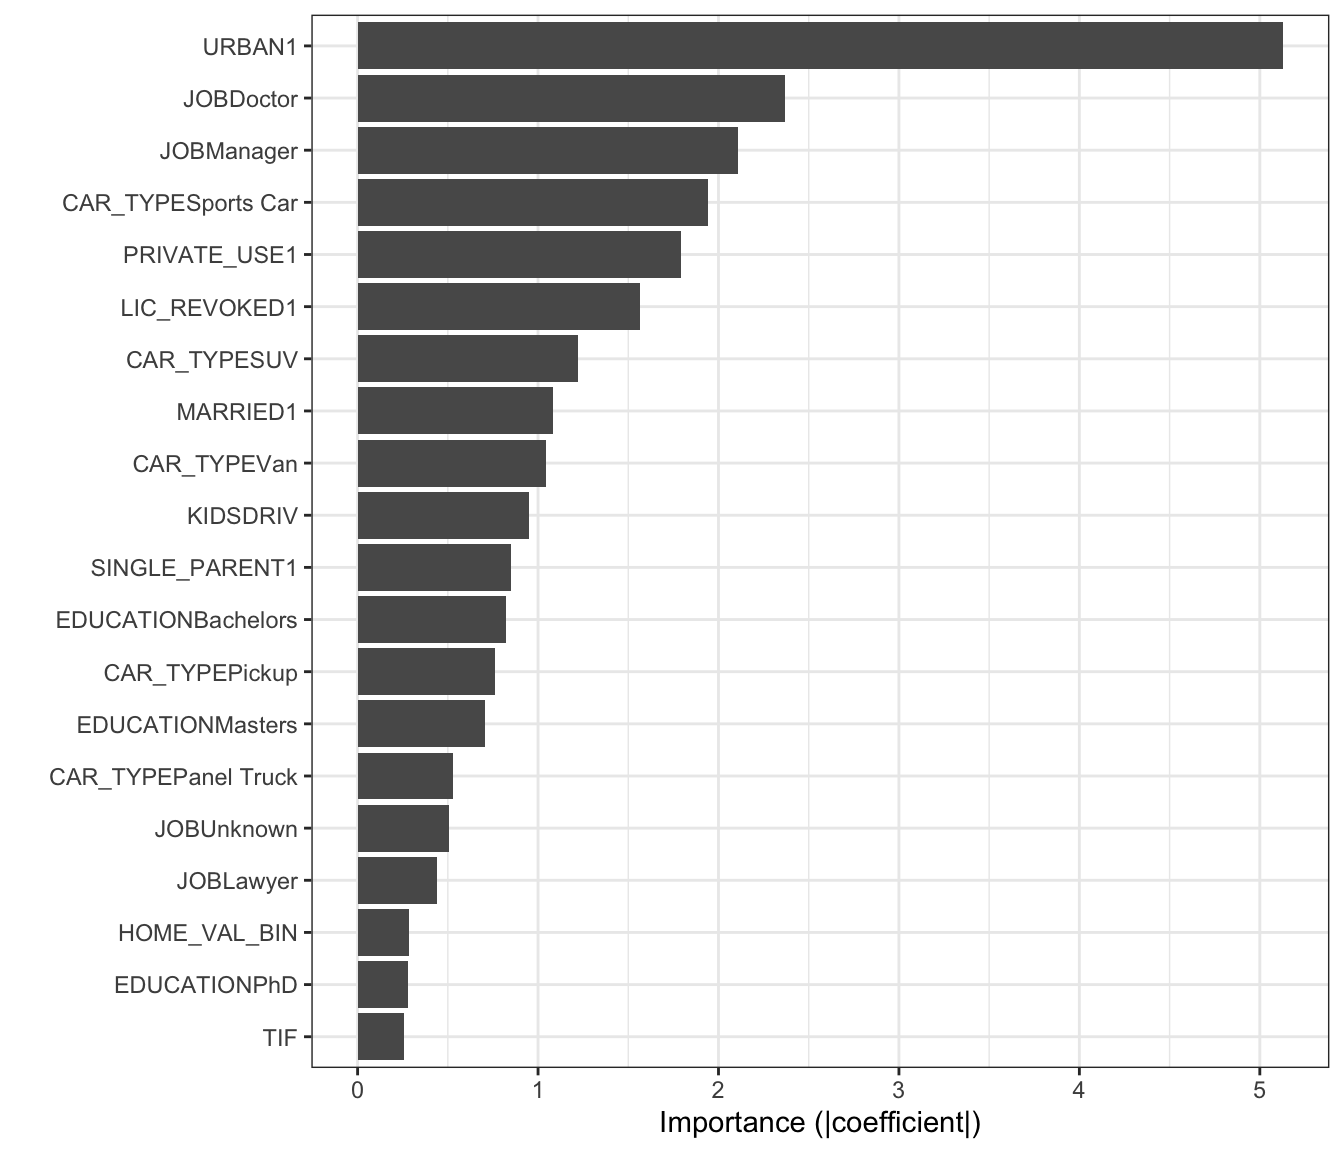 URBAN1
JOBDoctor
JOBManager
CAR_TYPESports Car
PRIVATE_USE1
LIC_REVOKED1
CAR_TYPESUV
MARRIED1
CAR_TYPEVan
KIDSDRIV
SINGLE_PARENT1
EDUCATIONBachelors
CAR_TYPEPickup
EDUCATIONMasters
CAR_TYPEPanel Truck
JOBUnknown
JOBLawyer
HOME_VAL_BIN
EDUCATIONPhD
TIF
0 1 2 3 4 5
Importance (|coefficient|)